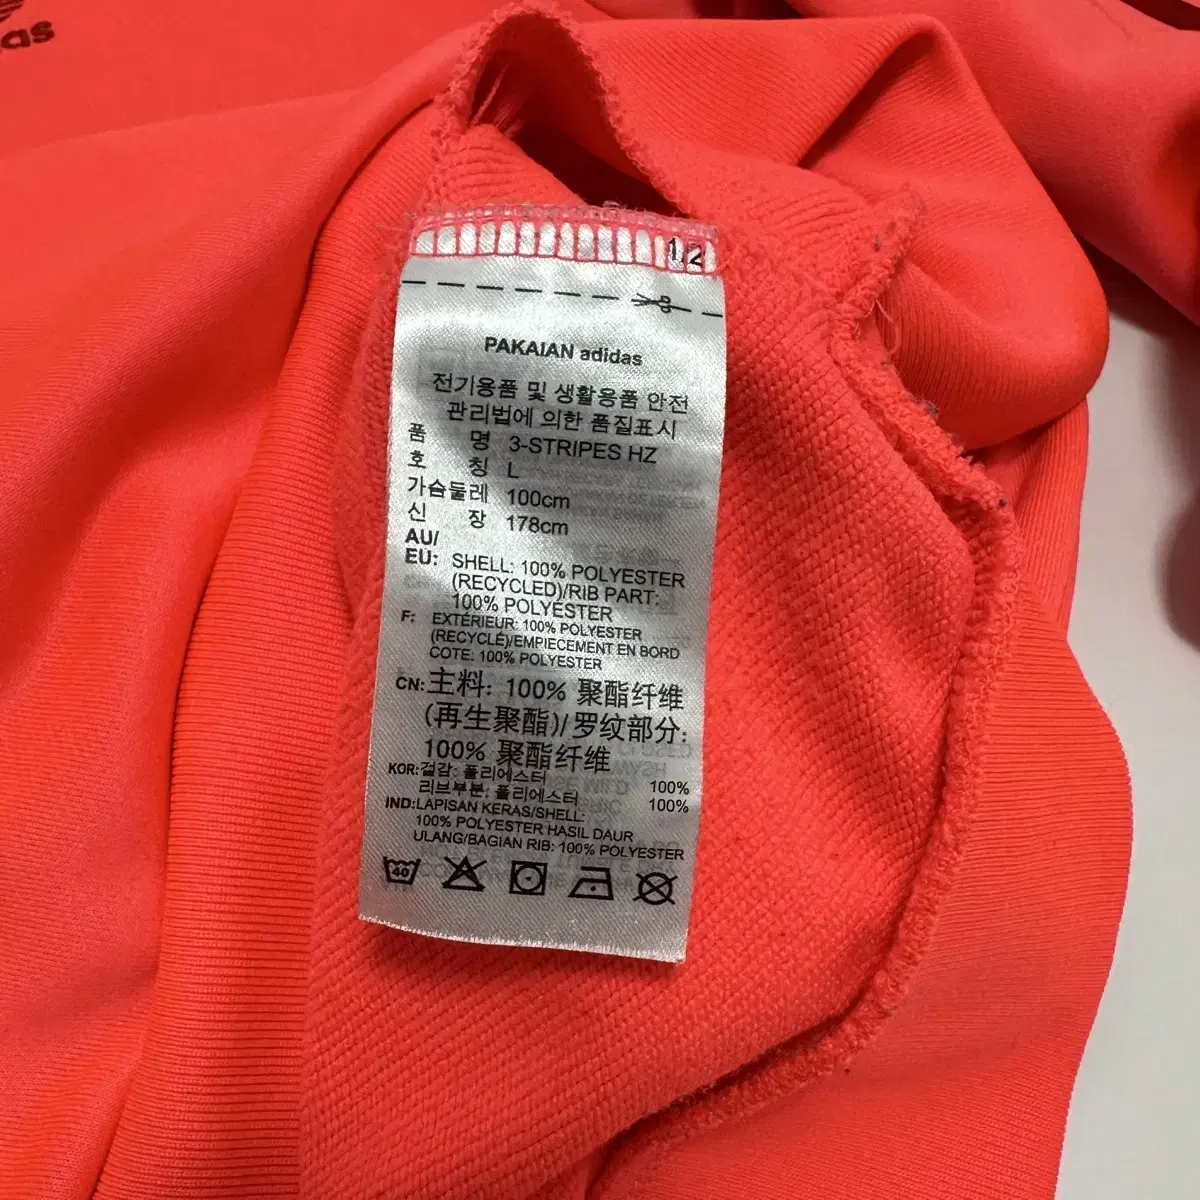 as
1.2
PAKAIAN adidas
전기용품 및 생활용품 안전
관리법에 의한 품질표시
품 명 3-STRIPES HZ
호 칭 L
가슴둘레 100cm
신 장 178cm
AU/
EU: SHELL: 100% POLYESTER
(RECYCLED)/RIB PART:
100% POLYESTER
F: EXTÉRIEUR: 100% POLYESTER
(RECYCLÉ)/EMPIECEMENT EN BORD
COTE: 100% POLYESTER
CN: 主料: 100% 聚酯纤维
(再生聚酯)/罗纹部分:
100% 聚酯纤维
KOR: 겉감: 폴리에스터 100%
리브부분: 폴리에스터 100%
IND: LAPISAN KERAS/SHELL:
100% POLYESTER HASIL DAUR
ULANG/BAGIAN RIB: 100% POLYESTER
40